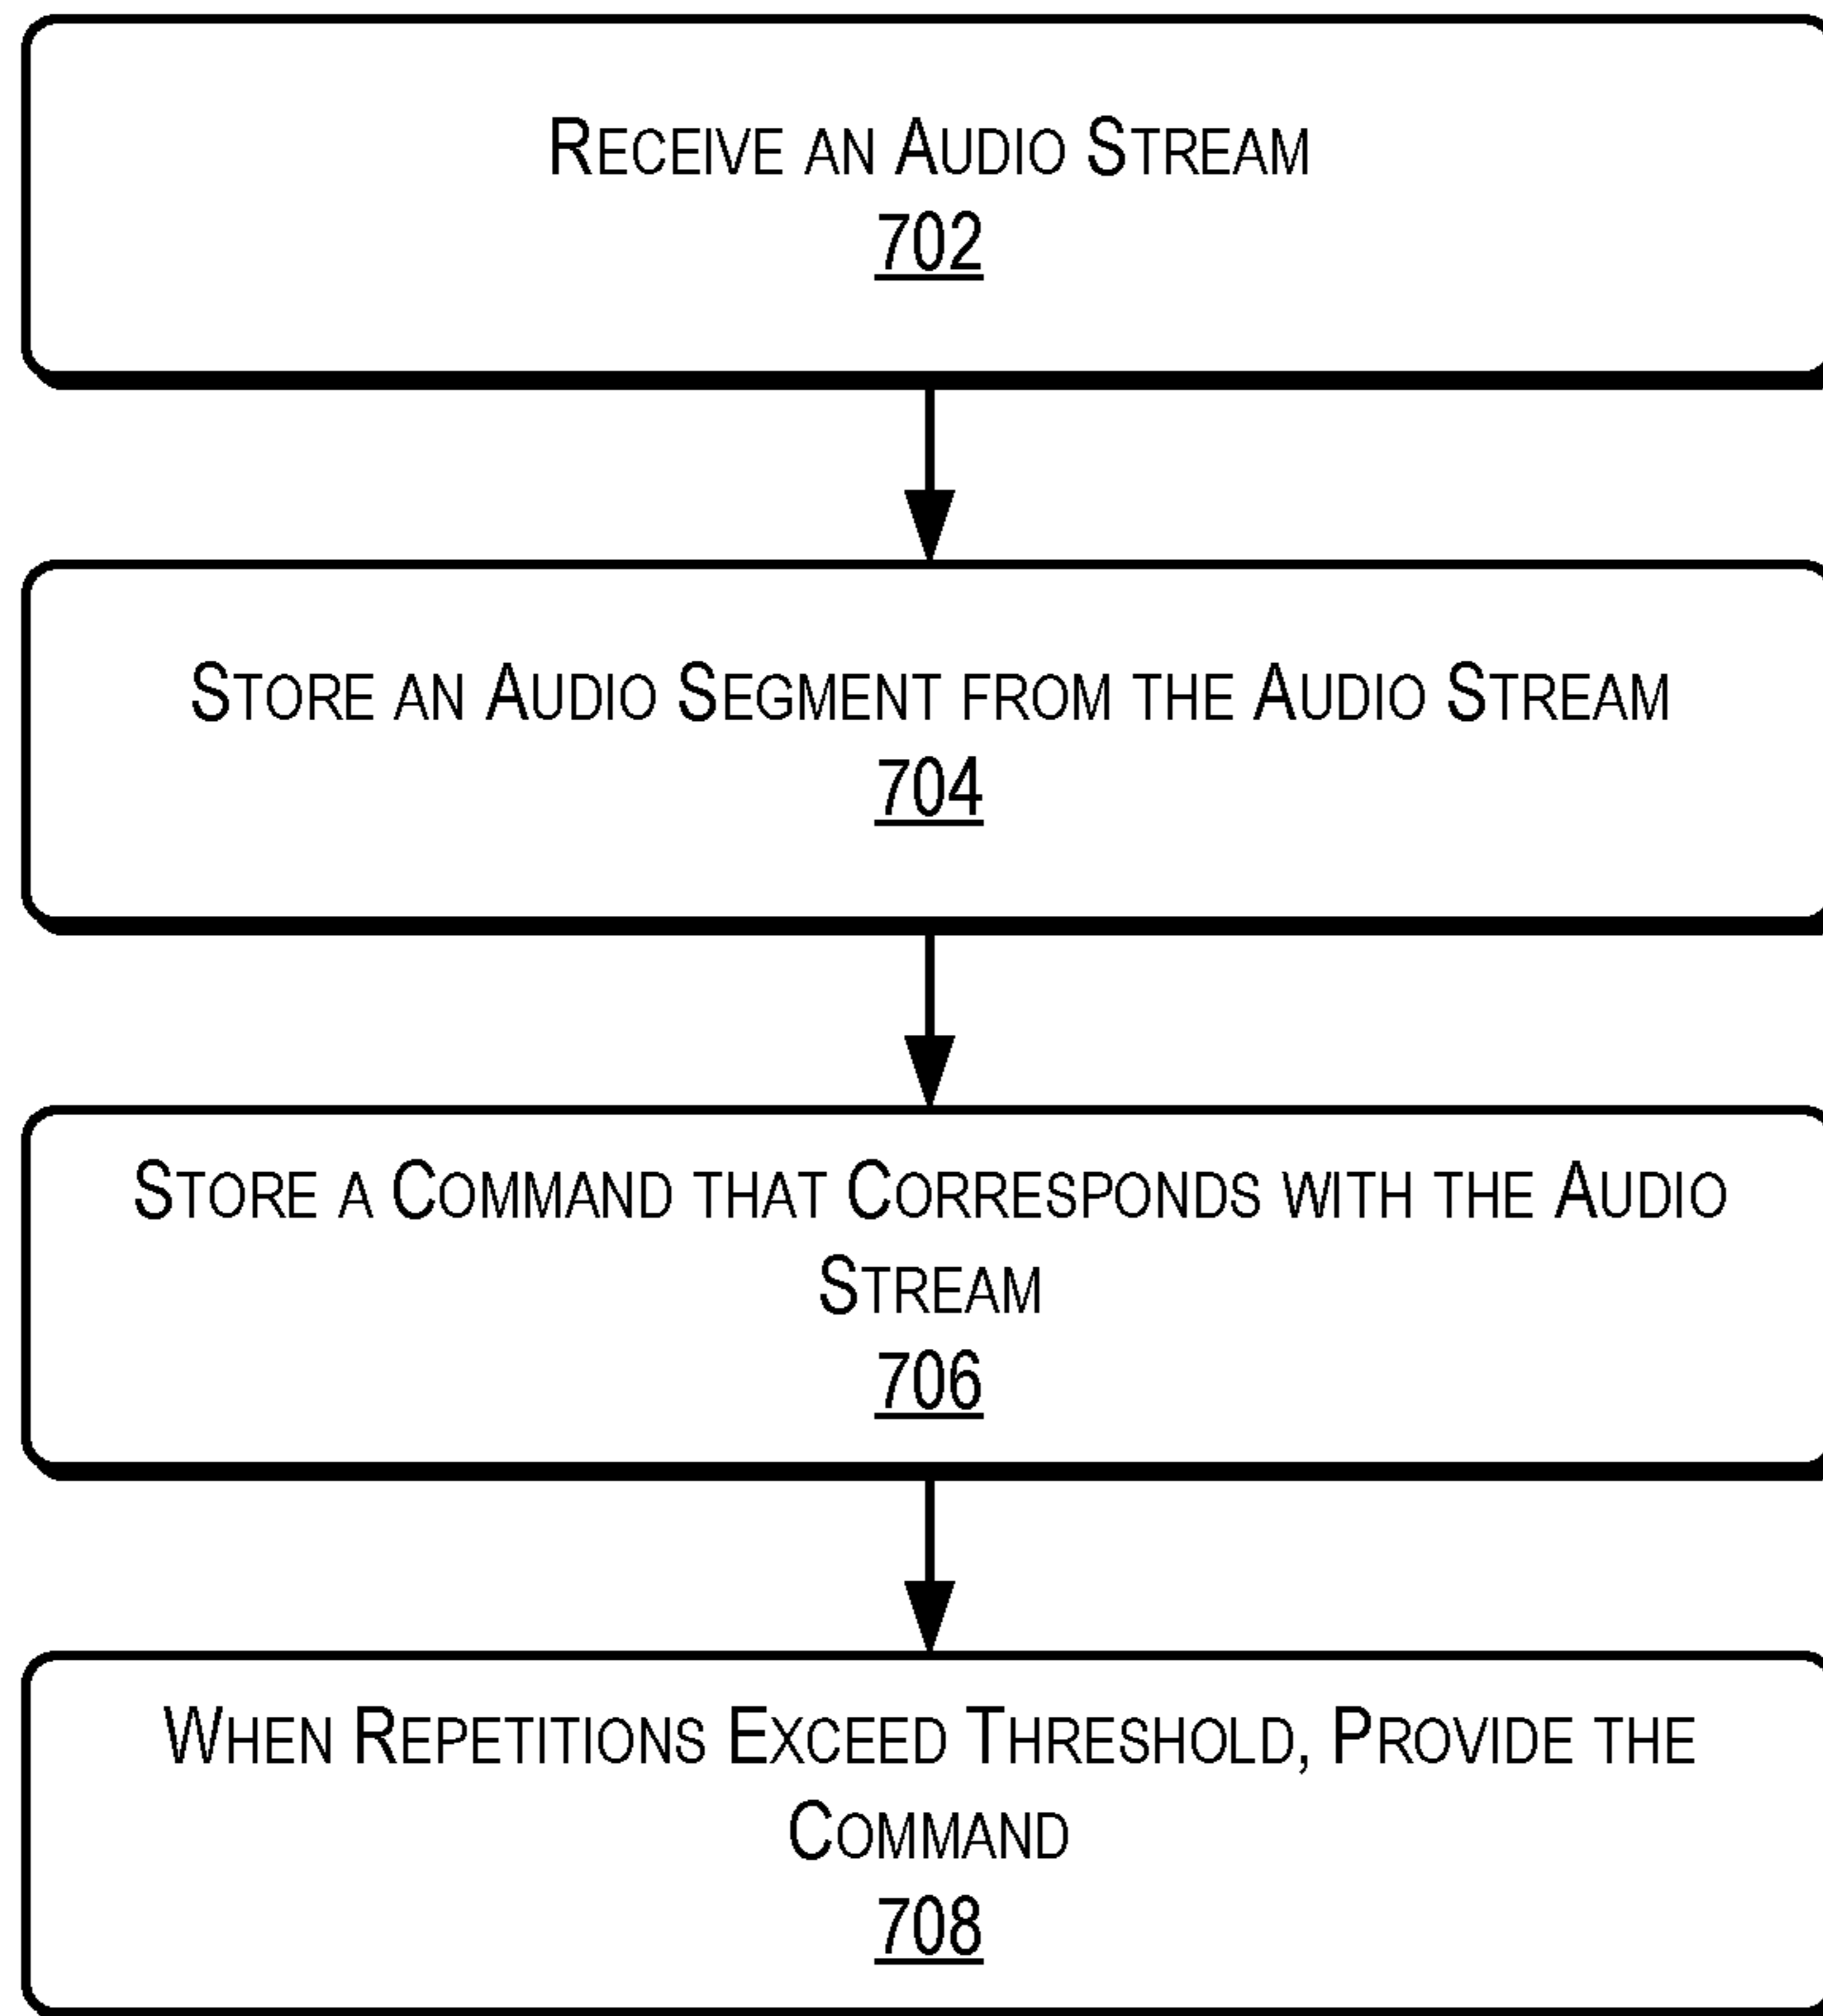 Receive an Audio Stream
702
Store an Audio Segment from the Audio Stream
704
Store a Command that Corresponds with the Audio
Stream
706
When Repetitions Exceed Threshold, Provide the
Command
708